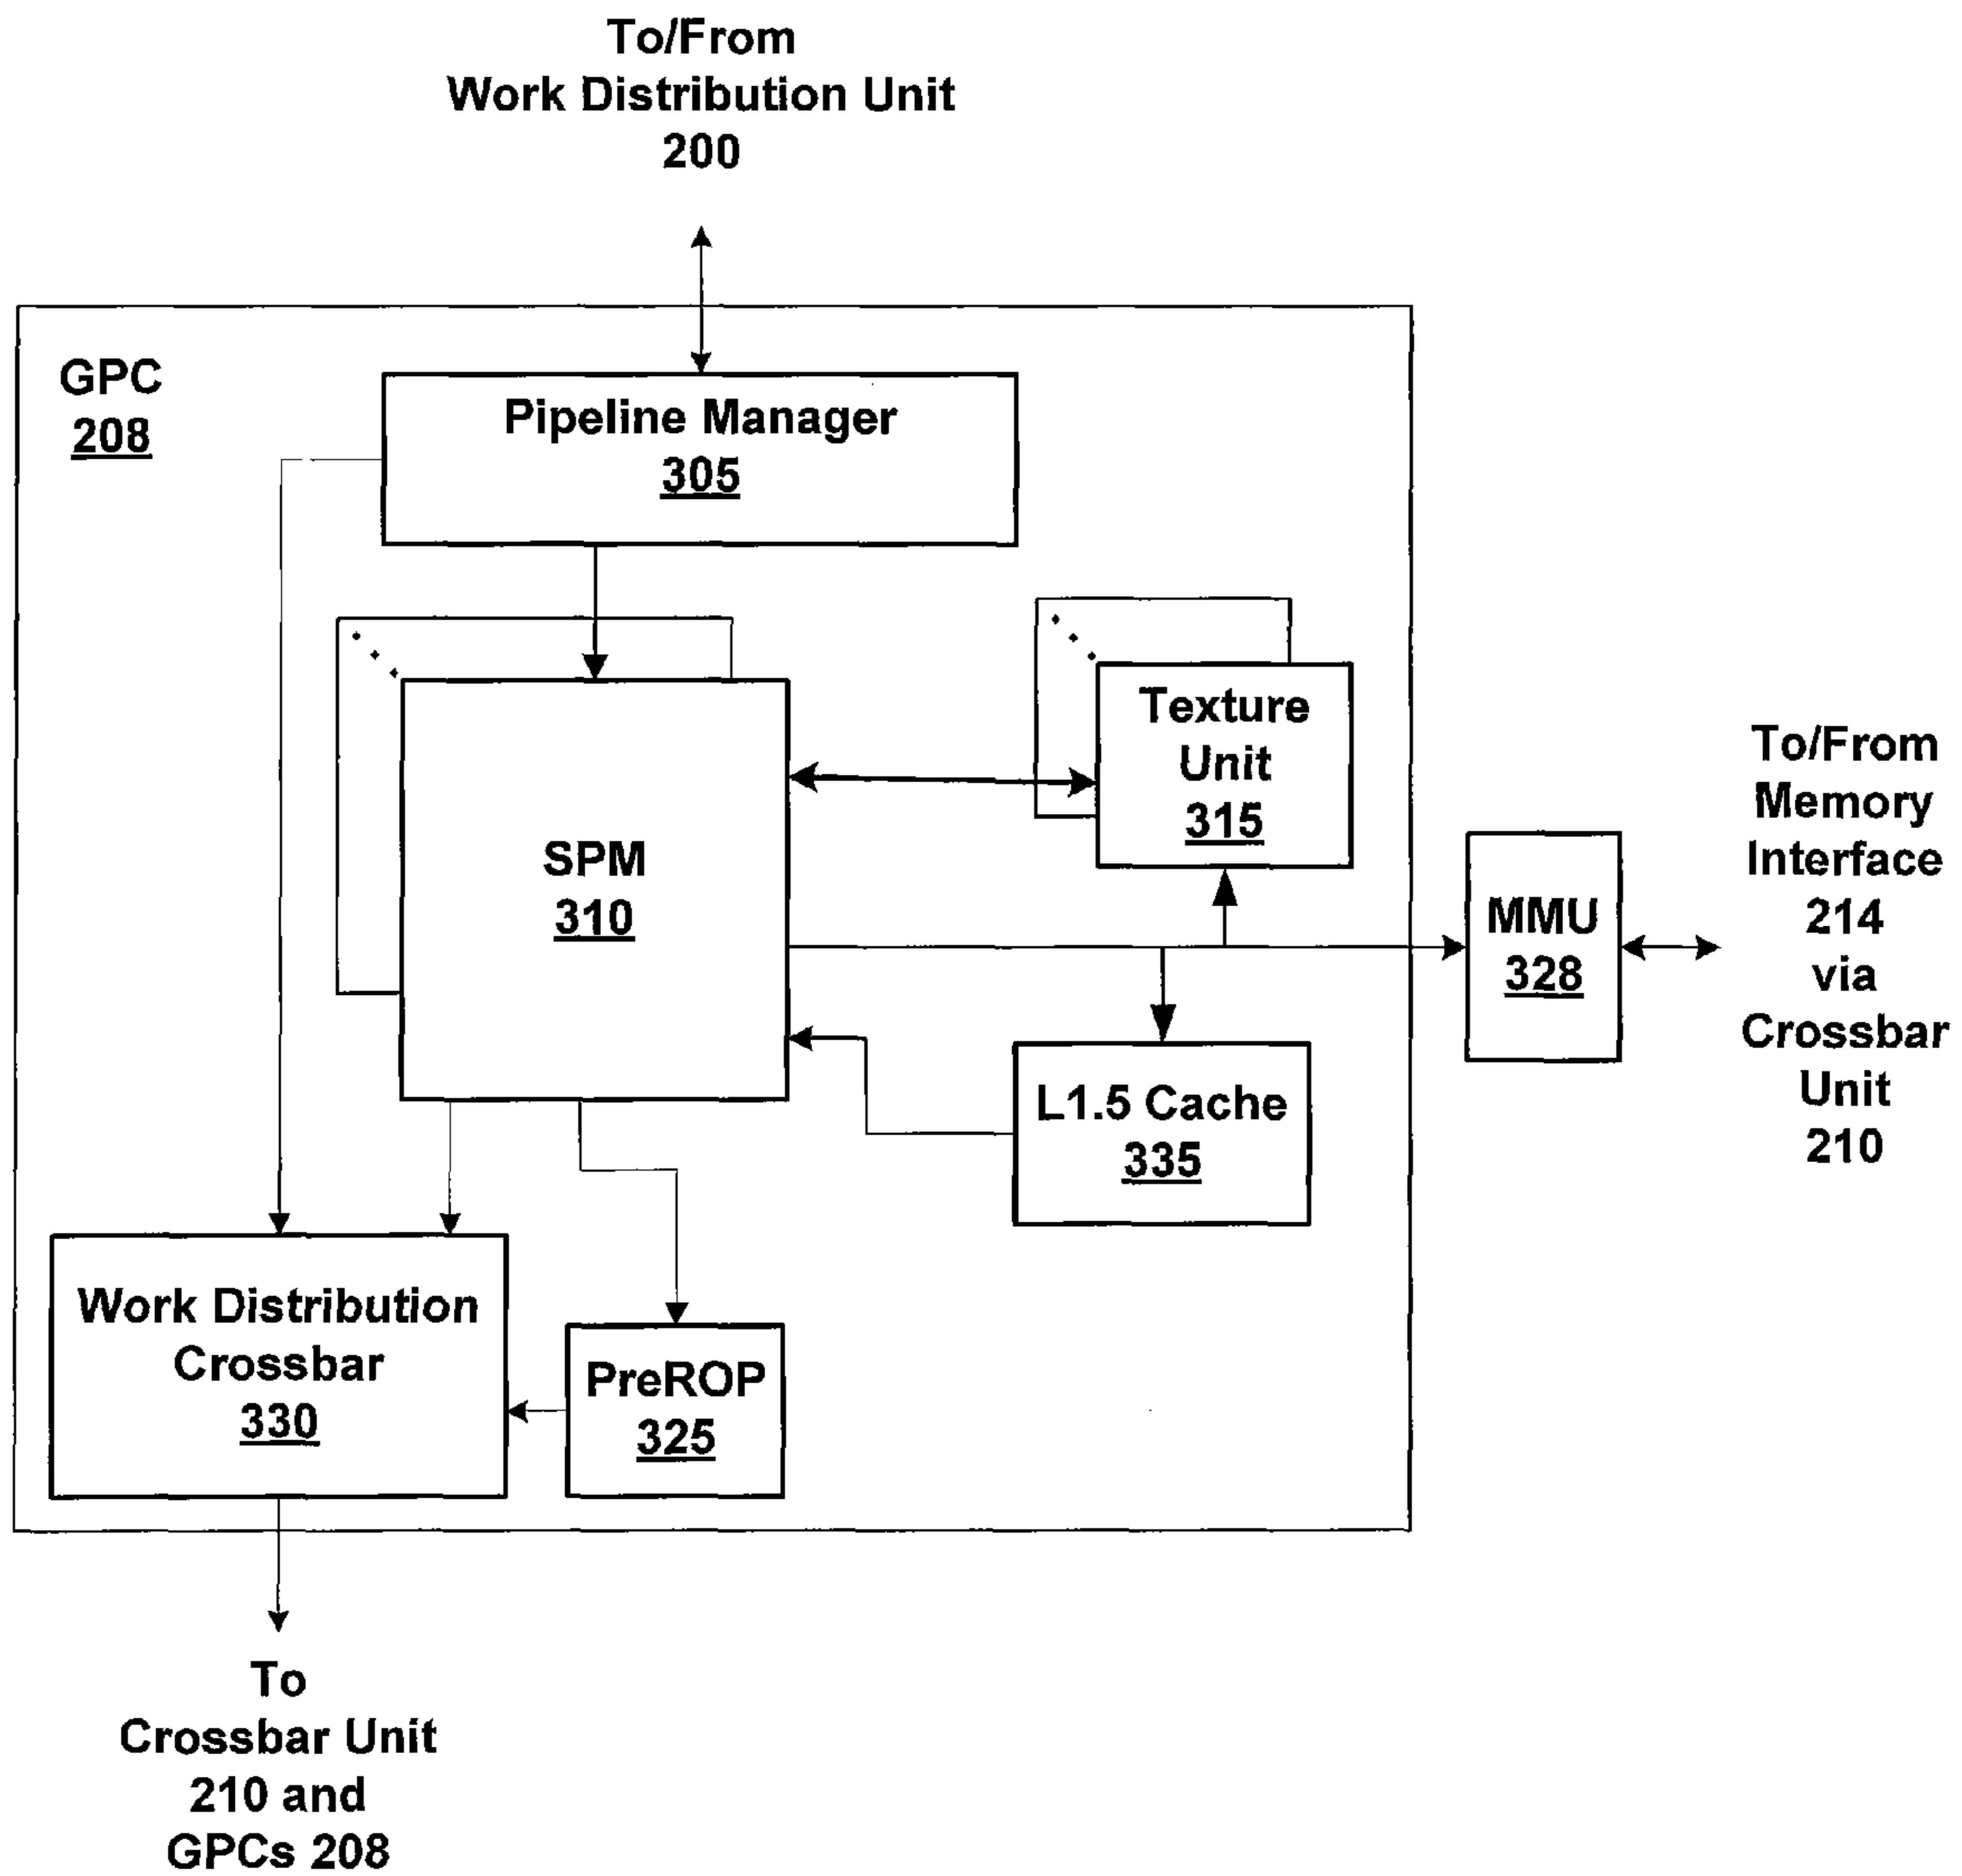 To/From
Work Distribution Unit
200
GPC
208
Pipeline Manager
305
Texture
Unit
315
SPM
310
To/From
Memory
Interface
214
via
Crossbar
Unit
210
MMU
328
L1.5 Cache
335
Work Distribution
Crossbar
330
PreROP
325
To
Crossbar Unit
210 and
GPCs 208